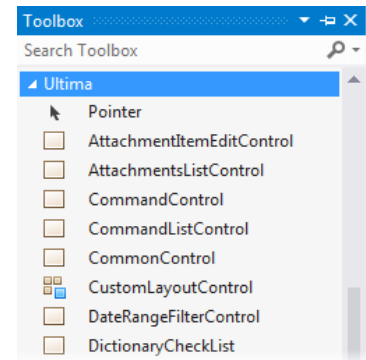 Toolbox
Search Toolbox
Ultima
Pointer
AttachmentItemEditControl
AttachmentsListControl
CommandControl
CommandListControl
CommonControl
CustomLayoutControl
DateRangeFilterControl
DictionaryCheckList